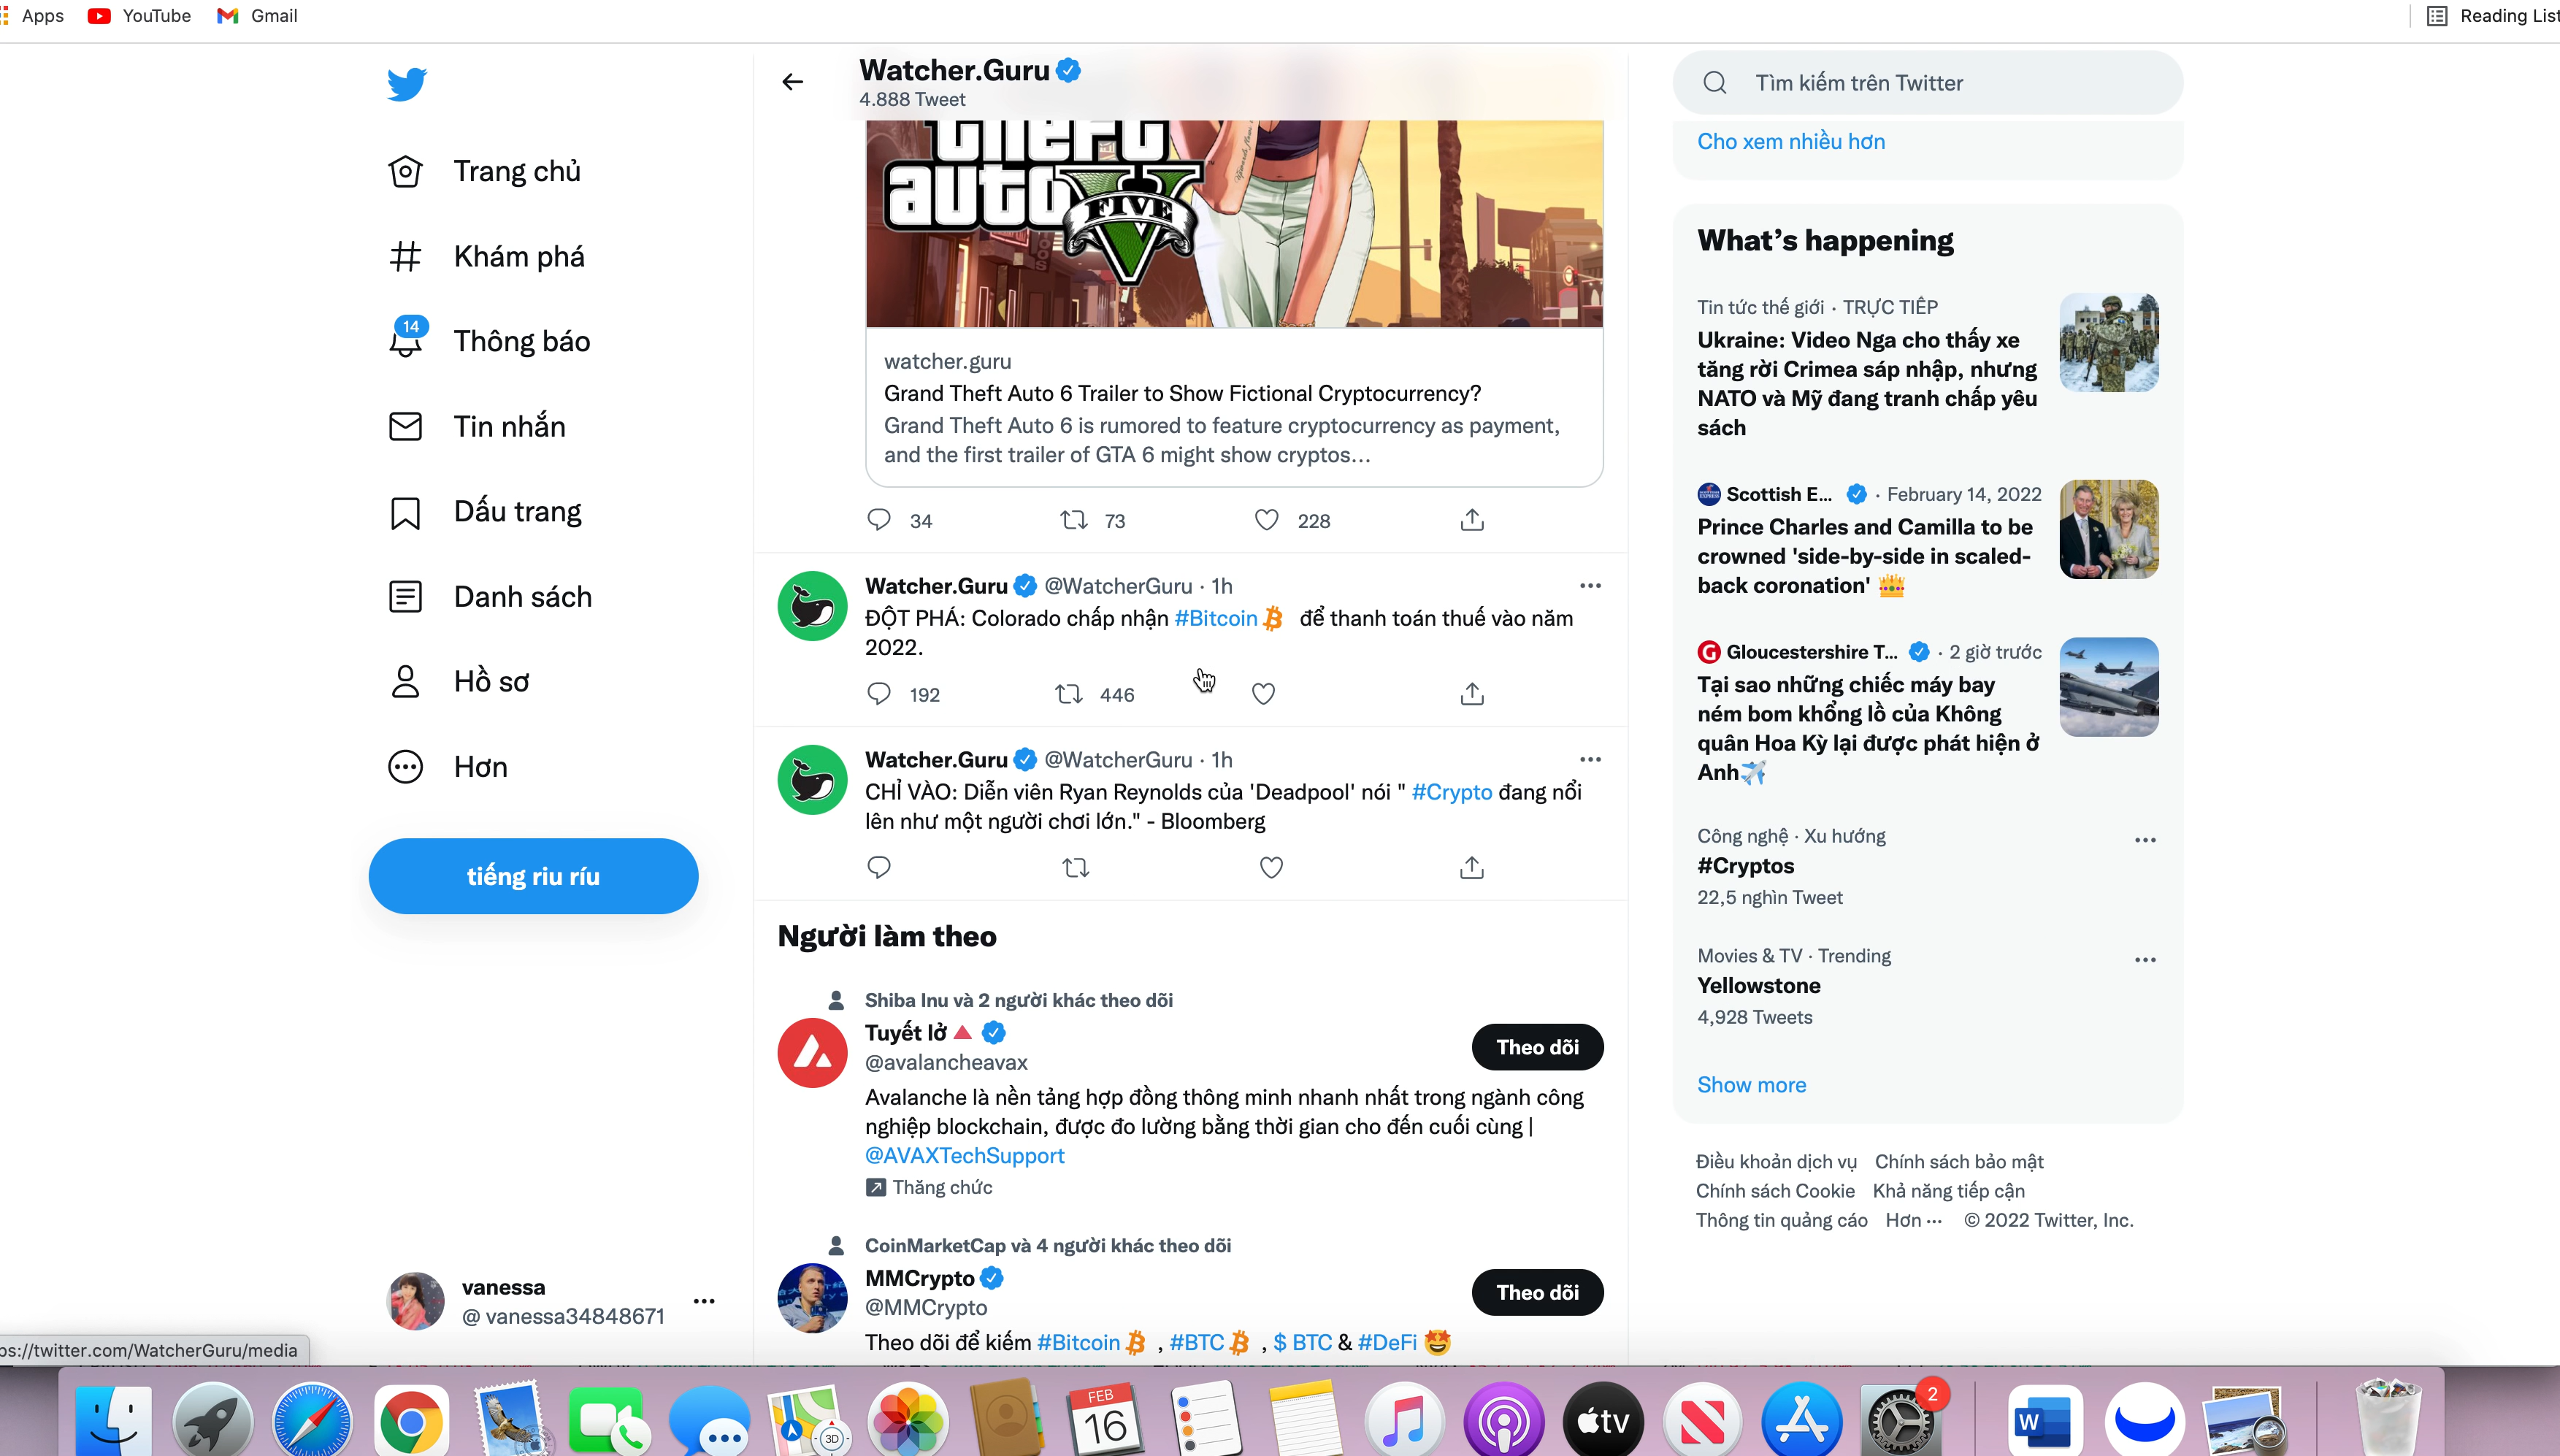 Apps YouTube Gmail
Reading List
Watcher.Guru
4.888 Tweet
Trang chủ
Khám phá
14
Thông báo
Tin nhắn
Dấu trang
Danh sách
Hồ sơ
Hơn
tiếng riu ríu
vanessa
@ vanessa34848671
theft
auto
FIVE
watcher.guru
Grand Theft Auto 6 Trailer to Show Fictional Cryptocurrency?
Grand Theft Auto 6 is rumored to feature cryptocurrency as payment,
and the first trailer of GTA 6 might show cryptos...
34 73 228
Watcher.Guru @WatcherGuru · 1h
ĐỘT PHÁ: Colorado chấp nhận #Bitcoin để thanh toán thuế vào năm
2022.
192 446
Watcher.Guru @WatcherGuru · 1h
CHỈ VÀO: Diễn viên Ryan Reynolds của 'Deadpool' nói " #Crypto đang nổi
lên như một người chơi lớn." - Bloomberg
Người làm theo
Shiba Inu và 2 người khác theo dõi
Tuyết lở
@avalancheavax
Theo dõi
Avalanche là nền tảng hợp đồng thông minh nhanh nhất trong ngành công
nghiệp blockchain, được đo lường bằng thời gian cho đến cuối cùng |
@AVAXTechSupport
Thăng chức
CoinMarketCap và 4 người khác theo dõi
MMCrypto
@MMCrypto
Theo dõi
Theo dõi để kiếm #Bitcoin , #BTC , $ BTC & #DeFi
Tìm kiếm trên Twitter
Cho xem nhiều hơn
What's happening
Tin tức thế giới · TRỰC TIẾP
Ukraine: Video Nga cho thấy xe
tăng rời Crimea sáp nhập, nhưng
NATO và Mỹ đang tranh chấp yêu
sách
Scottish E... · February 14, 2022
Prince Charles and Camilla to be
crowned 'side-by-side in scaled-
back coronation'
Gloucestershire T... · 2 giờ trước
Tại sao những chiếc máy bay
ném bom khổng lồ của Không
quân Hoa Kỳ lại được phát hiện ở
Anh
Công nghệ · Xu hướng
#Cryptos
22,5 nghìn Tweet
Movies & TV · Trending
Yellowstone
4,928 Tweets
Show more
Điều khoản dịch vụ Chính sách bảo mật
Chính sách Cookie Khả năng tiếp cận
Thông tin quảng cáo Hơn ··· © 2022 Twitter, Inc.
ps://twitter.com/WatcherGuru/media
3D
FEB
16
tv
2
W